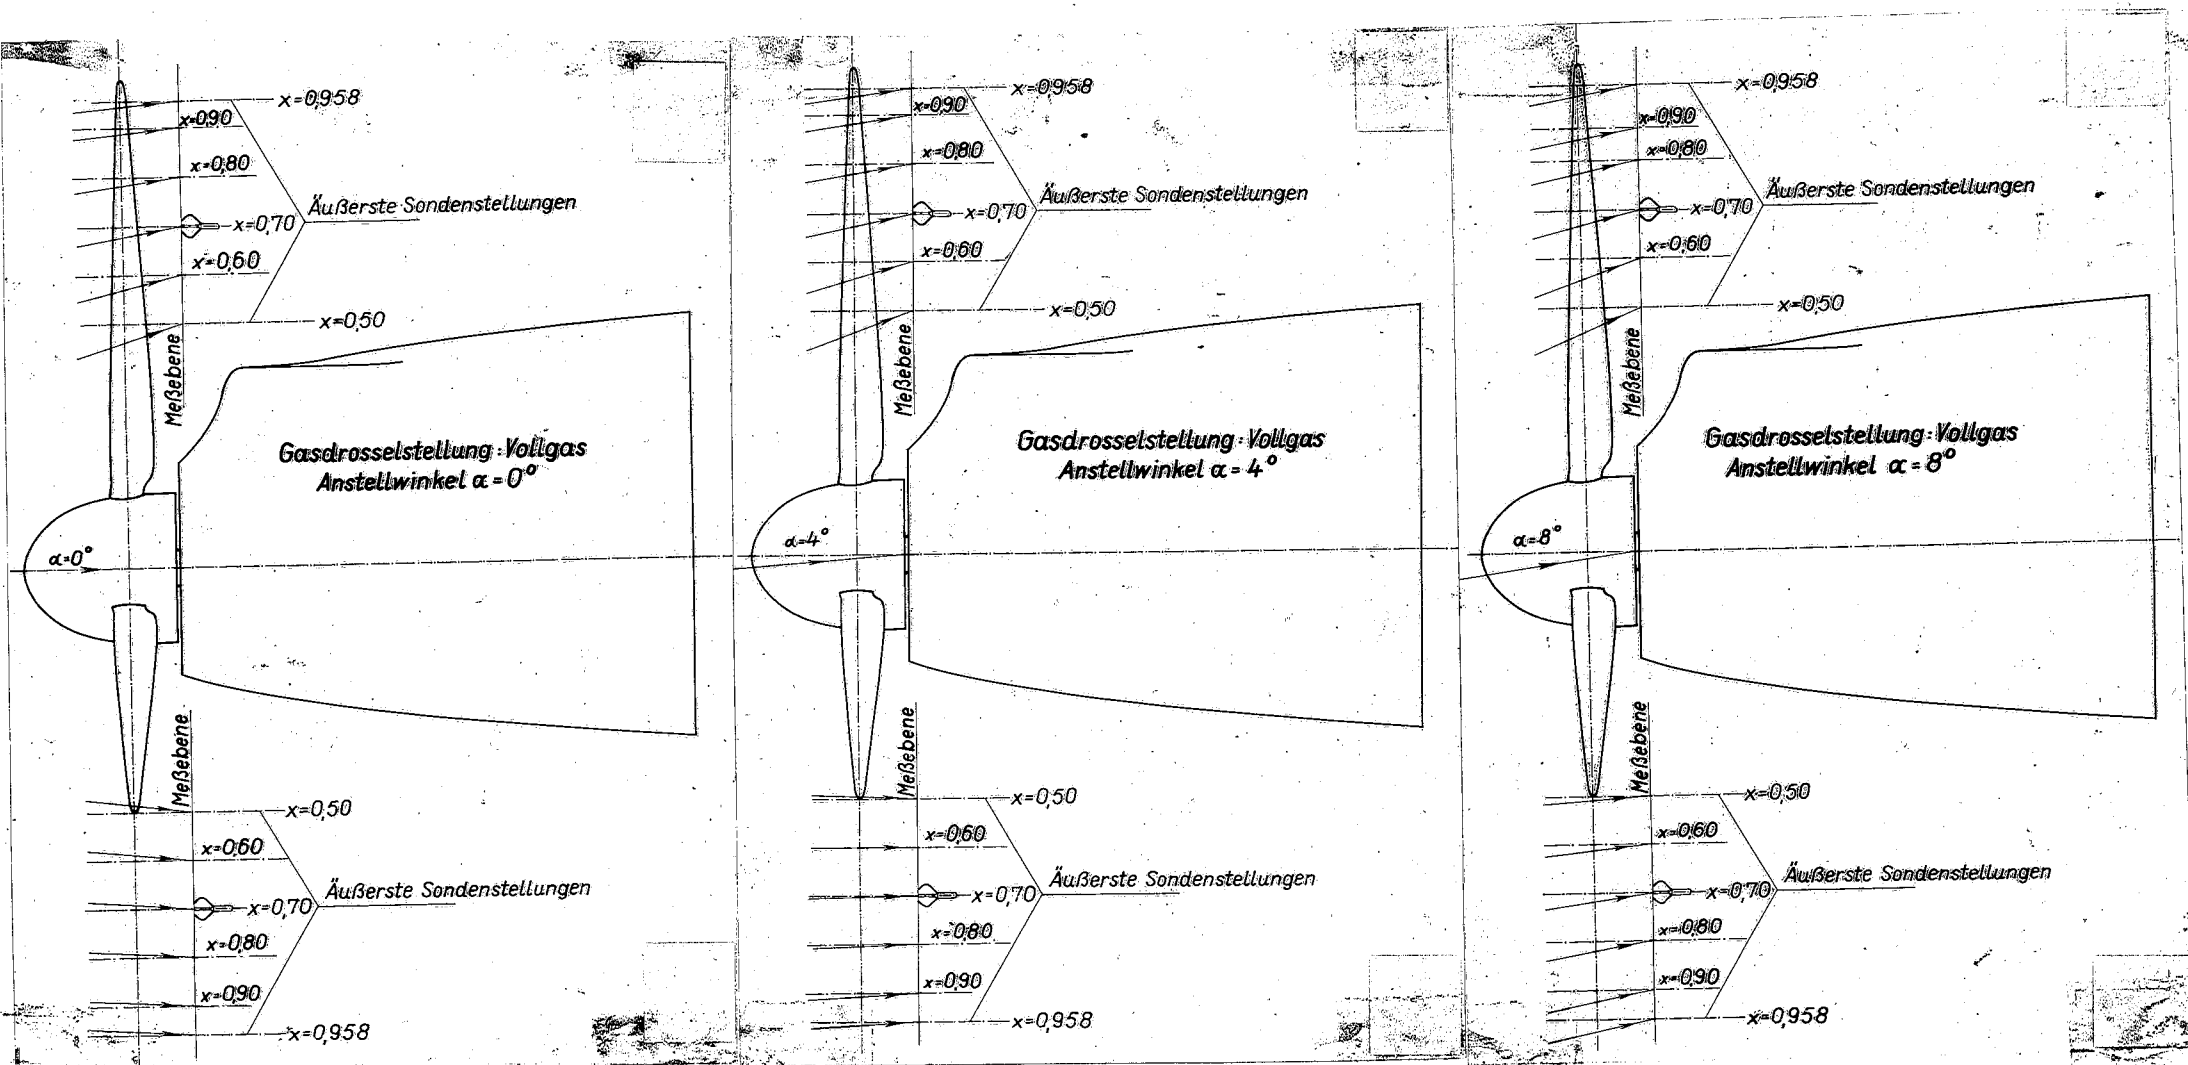 x=0,958
x=0,90
x=0,80
Äußerste Sondenstellungen
x=0,70
x=0,60
x=0,50
Meßebene
Gasdrosselstellung: Vollgas
Anstellwinkel α=0°
α=0°
Meßebene
x=0,50
x=0,60
Äußerste Sondenstellungen
x=0,70
x=0,80
x=0,90
x=0,958
x=0,958
x=0,90
x=0,80
Äußerste Sondenstellungen
x=0,70
x=0,60
x=0,50
Meßebene
Gasdrosselstellung: Vollgas
Anstellwinkel α=4°
α=4°
Meßebene
x=0,50
x=0,60
Äußerste Sondenstellungen
x=0,70
x=0,80
x=0,90
x=0,958
x=0,958
x=0,90
x=0,80
Äußerste Sondenstellungen
x=0,70
x=0,60
x=0,50
Meßebene
Gasdrosselstellung: Vollgas
Anstellwinkel α=8°
α=8°
Meßebene
x=0,50
x=0,60
Äußerste Sondenstellungen
x=0,70
x=0,80
x=0,90
x=0,958